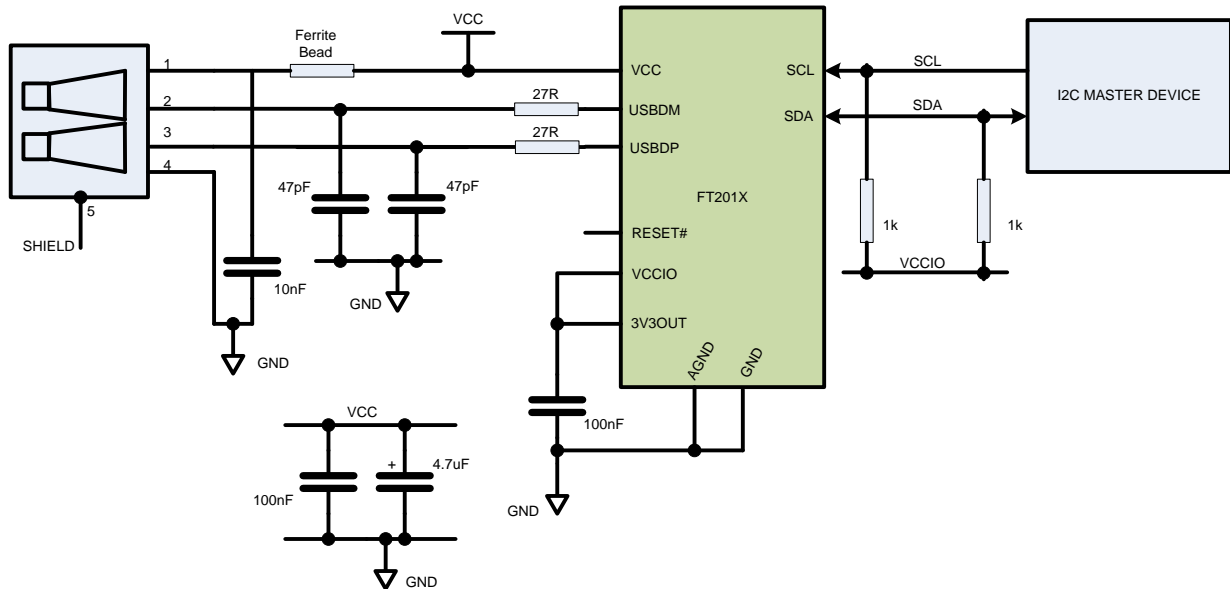 VCC
Ferrite
Bead
1
2
3
4
5
SHIELD
27R
27R
47pF
47pF
10nF
GND
GND
VCC
USBDM
USBDP
RESET#
VCCIO
3V3OUT
AGND
GND
SCL
SDA
FT201X
SCL
SDA
I2C MASTER DEVICE
1k
1k
VCCIO
100nF
GND
VCC
100nF
+
4.7uF
GND